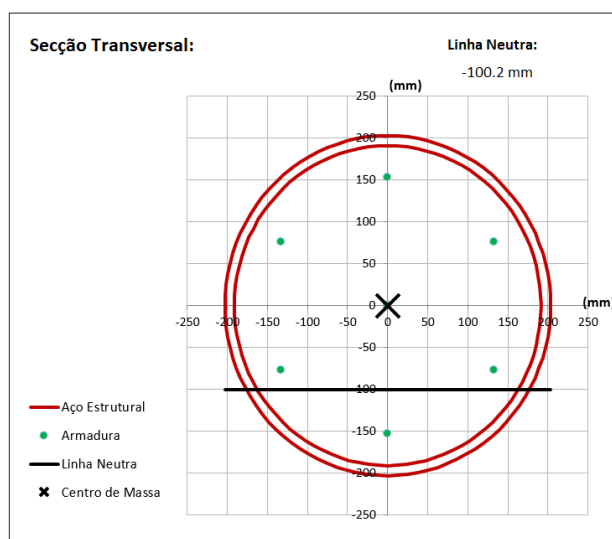 Secção Transversal:
Linha Neutra:
-100.2 mm
(mm)
250
200
150
100
50
0
(mm)
-250 -200 -150 -100 -50 0 50 100 150 200 250
-50
-100
-150
-200
-250
Aço Estrutural
Armadura
Linha Neutra
Centro de Massa